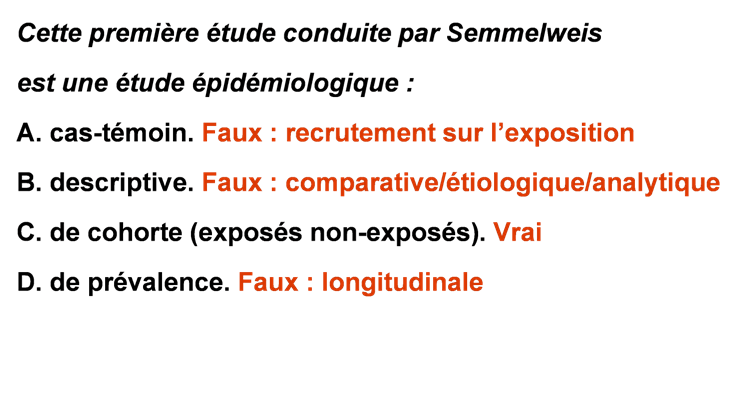 Cette première étude conduite par Semmelweis
est une étude épidémiologique :
A. cas-témoin. Faux : recrutement sur l’exposition
B. descriptive. Faux : comparative/étiologique/analytique
C. de cohorte (exposés non-exposés). Vrai
D. de prévalence. Faux : longitudinale